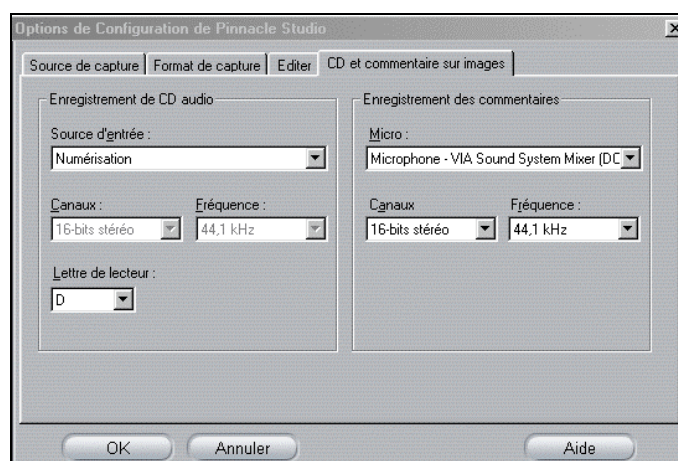 Options de Configuration de Pinnacle Studio
Source de capture Format de capture Editer CD et commentaire sur images
Enregistrement de CD audio
Source d'entrée :
Numérisation
Canaux : Fréquence :
16-bits stéréo 44,1 kHz
Lettre de lecteur :
D
Enregistrement des commentaires
Micro :
Microphone - VIA Sound System Mixer (DC
Canaux Fréquence :
16-bits stéréo 44,1 kHz
OK Annuler Aide